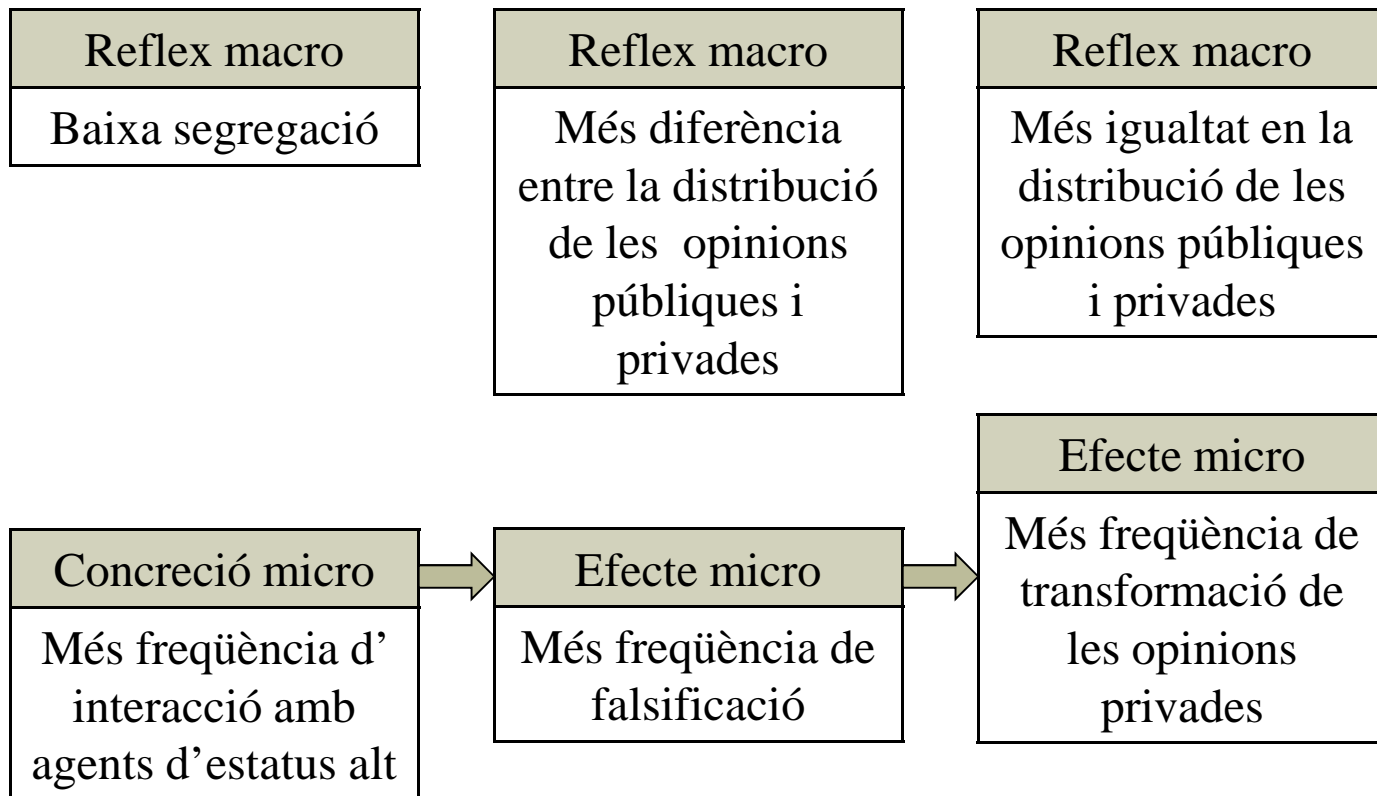 Reflex macro
Baixa segregació
Reflex macro
Més diferència
entre la distribució
de les opinions
públiques i
privades
Reflex macro
Més igualtat en la
distribució de les
opinions públiques
i privades
Concreció micro
Més freqüència d’
interacció amb
agents d’estatus alt
Efecte micro
Més freqüència de
falsificació
Efecte micro
Més freqüència de
transformació de
les opinions
privades